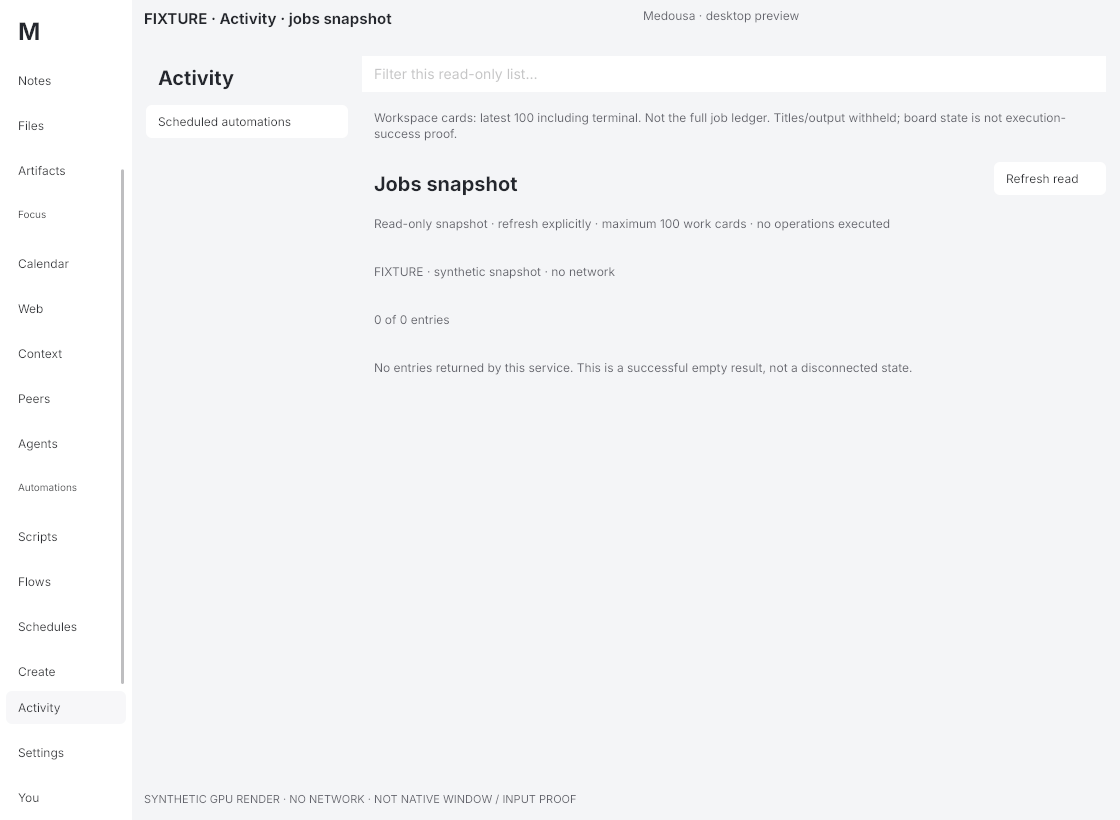 M
Notes
Files
Artifacts
Focus
Calendar
Web
Context
Peers
Agents
Automations
Scripts
Flows
Schedules
Create
Activity
Settings
You
FIXTURE · Activity · jobs snapshot
Medousa · desktop preview
Activity
Scheduled automations
Filter this read-only list...
Workspace cards: latest 100 including terminal. Not the full job ledger. Titles/output withheld; board state is not execution-
success proof.
Jobs snapshot
Refresh read
Read-only snapshot · refresh explicitly · maximum 100 work cards · no operations executed
FIXTURE · synthetic snapshot · no network
0 of 0 entries
No entries returned by this service. This is a successful empty result, not a disconnected state.
SYNTHETIC GPU RENDER · NO NETWORK · NOT NATIVE WINDOW / INPUT PROOF